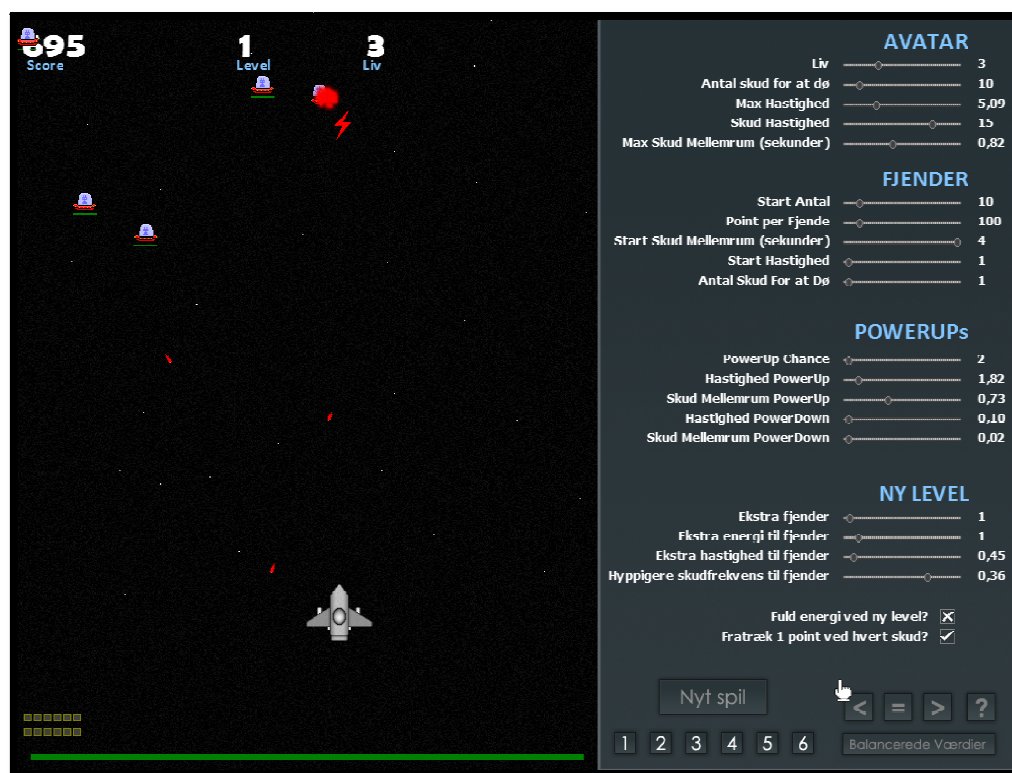 695 1 3
Score Level Liv
AVATAR
Liv 3
Antal skud for at dø 10
Max Hastighed 5,09
Skud Hastighed 15
Max Skud Mellemrum (sekunder) 0,82
FJENDER
Start Antal 10
Point per Fjende 100
Start Skud Mellemrum (sekunder) 4
Start Hastighed 1
Antal Skud For at Dø 1
POWERUPs
PowerUp Chance 2
Hastighed PowerUp 1,82
Skud Mellemrum PowerUp 0,73
Hastighed PowerDown 0,10
Skud Mellemrum PowerDown 0,02
NY LEVEL
Ekstra fjender 1
Ekstra energi til fjender 1
Ekstra hastighed til fjender 0,45
Hyppigere skudfrekvens til fjender 0,36
Fuld energi ved ny level?
Fratræk 1 point ved hvert skud?
Nyt spil < = > ?
1 2 3 4 5 6 Balancerede Værdier